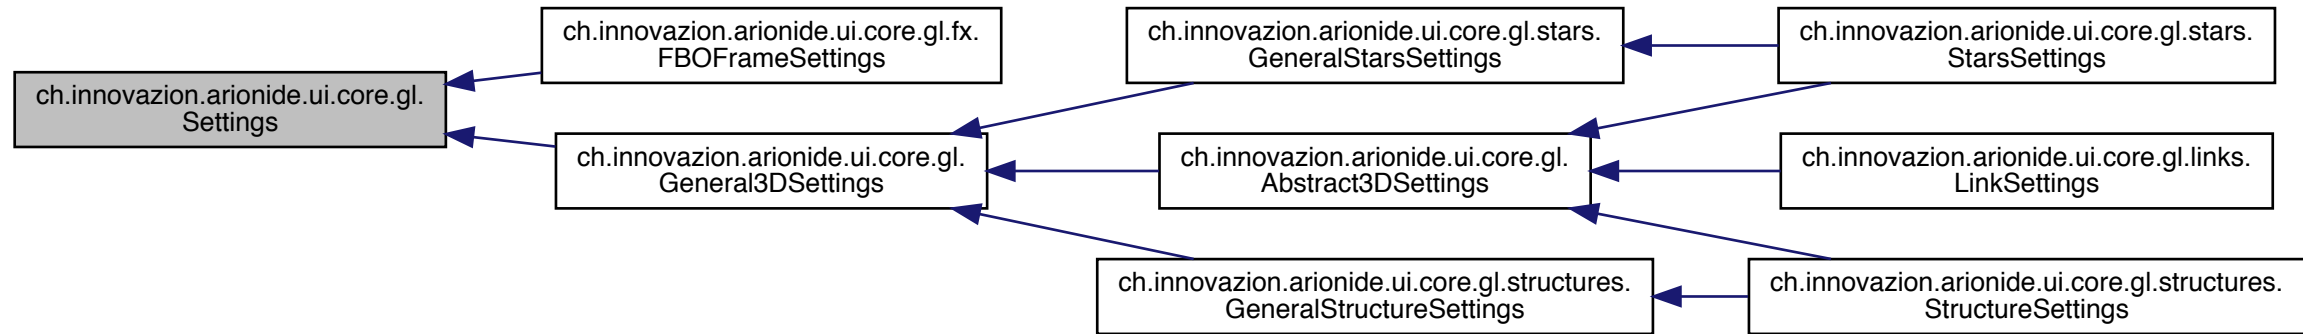 ch.innovazion.arionide.ui.core.gl.
Settings
ch.innovazion.arionide.ui.core.gl.fx.
FBOFrameSettings
ch.innovazion.arionide.ui.core.gl.
General3DSettings
ch.innovazion.arionide.ui.core.gl.stars.
GeneralStarsSettings
ch.innovazion.arionide.ui.core.gl.
Abstract3DSettings
ch.innovazion.arionide.ui.core.gl.structures.
GeneralStructureSettings
ch.innovazion.arionide.ui.core.gl.stars.
StarsSettings
ch.innovazion.arionide.ui.core.gl.links.
LinkSettings
ch.innovazion.arionide.ui.core.gl.structures.
StructureSettings